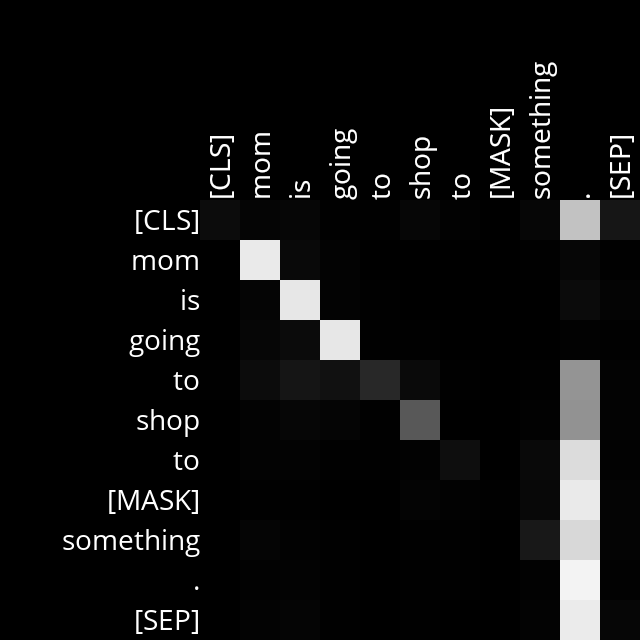 [CLS] mom is going to shop to [MASK] something . [SEP]
[CLS]
mom
is
going
to
shop
to
[MASK]
something
.
[SEP]